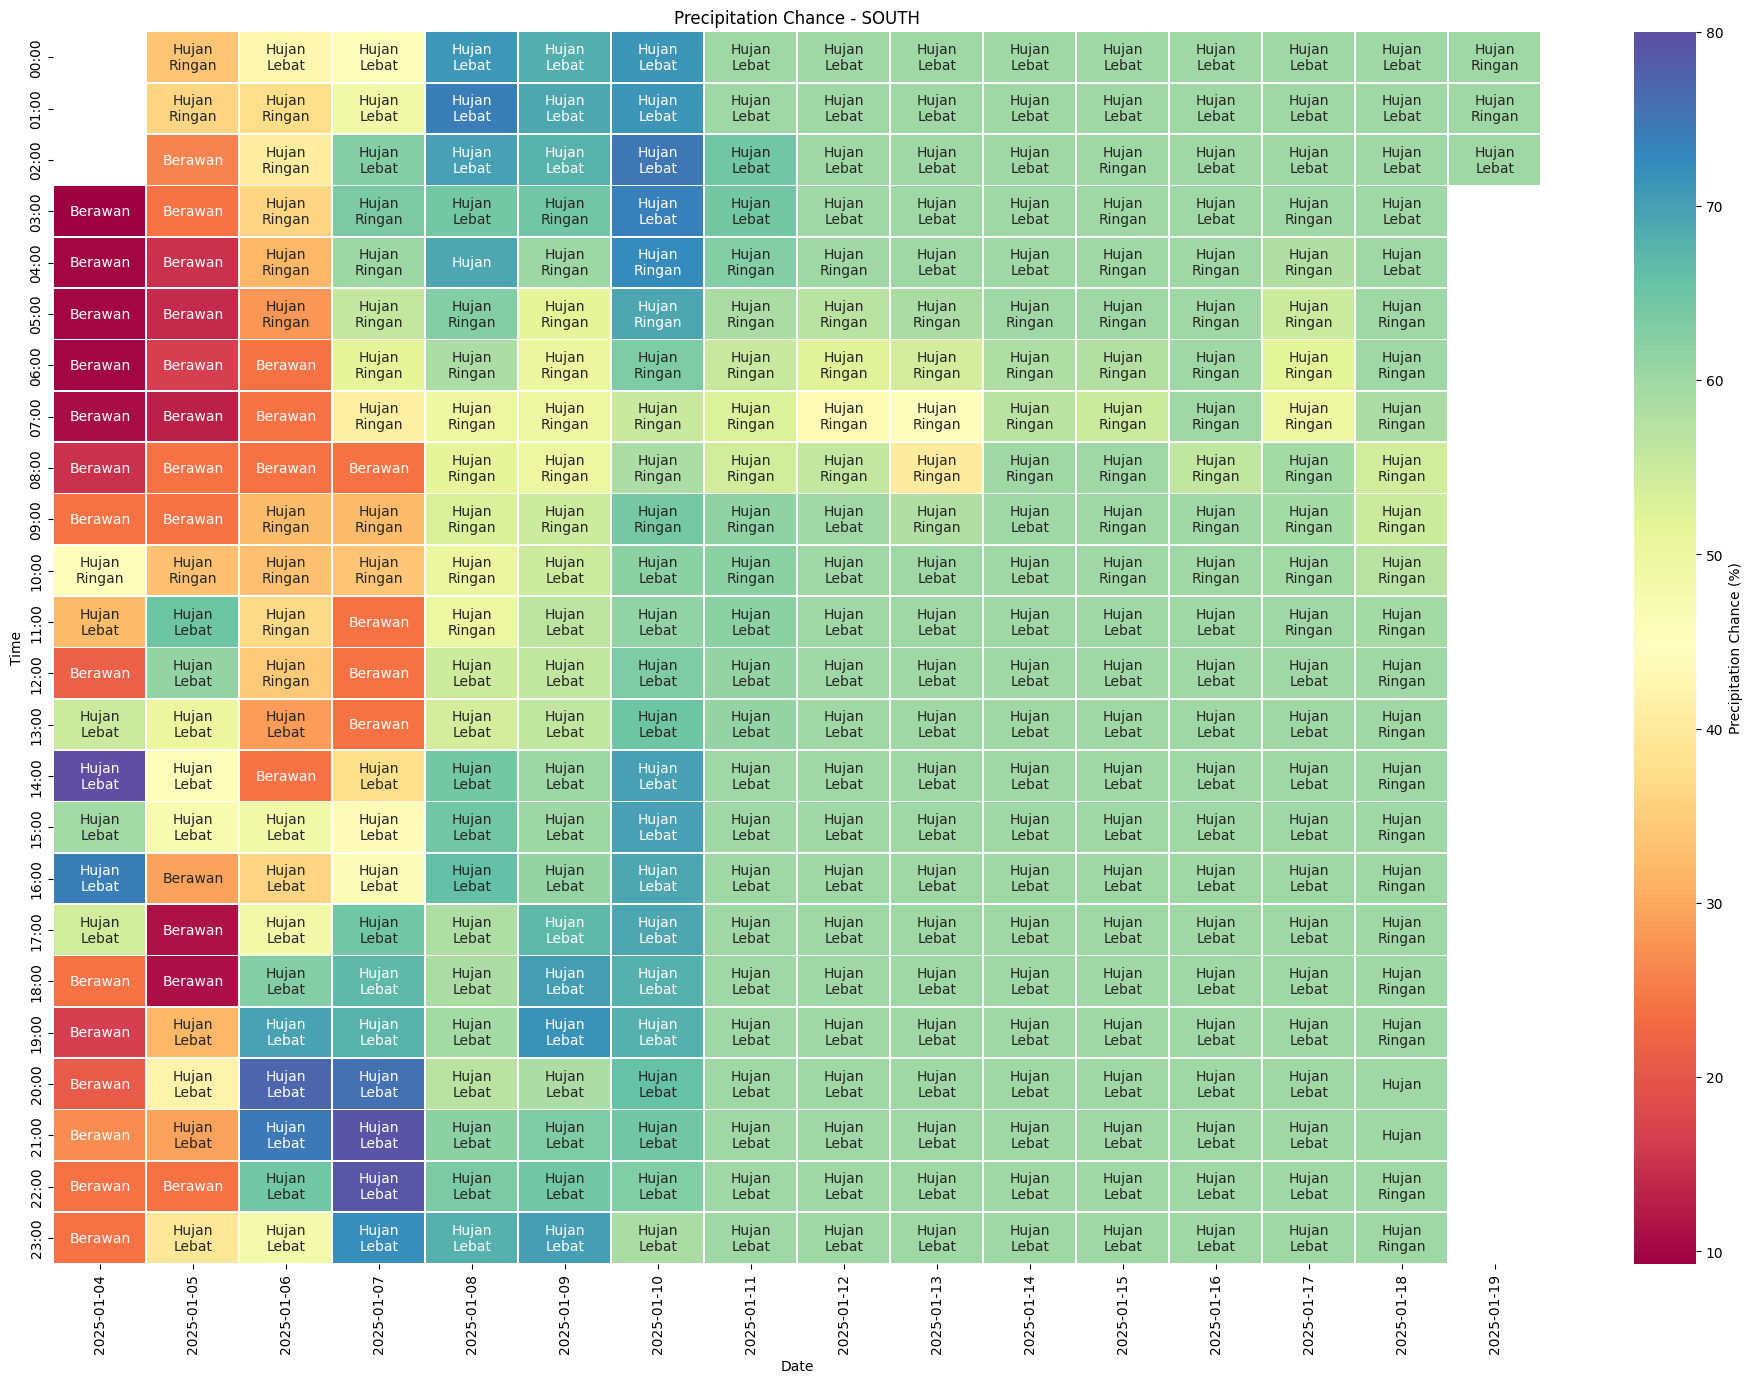 Precipitation Chance - SOUTH
00:00 Hujan Ringan Hujan Lebat Hujan Lebat Hujan Lebat Hujan Lebat Hujan Lebat Hujan Lebat Hujan Lebat Hujan Lebat Hujan Lebat Hujan Lebat Hujan Lebat Hujan Lebat Hujan Lebat Hujan Ringan
01:00 Hujan Ringan Hujan Ringan Hujan Lebat Hujan Lebat Hujan Lebat Hujan Lebat Hujan Lebat Hujan Lebat Hujan Lebat Hujan Lebat Hujan Lebat Hujan Lebat Hujan Lebat Hujan Lebat Hujan Ringan
02:00 Berawan Hujan Ringan Hujan Lebat Hujan Lebat Hujan Lebat Hujan Lebat Hujan Lebat Hujan Lebat Hujan Lebat Hujan Lebat Hujan Ringan Hujan Lebat Hujan Lebat Hujan Lebat Hujan Lebat
03:00 Berawan Berawan Hujan Ringan Hujan Ringan Hujan Lebat Hujan Ringan Hujan Lebat Hujan Lebat Hujan Lebat Hujan Lebat Hujan Lebat Hujan Ringan Hujan Lebat Hujan Ringan Hujan Lebat
04:00 Berawan Berawan Hujan Ringan Hujan Ringan Hujan Hujan Ringan Hujan Ringan Hujan Ringan Hujan Ringan Hujan Lebat Hujan Lebat Hujan Ringan Hujan Ringan Hujan Ringan Hujan Lebat
05:00 Berawan Berawan Hujan Ringan Hujan Ringan Hujan Ringan Hujan Ringan Hujan Ringan Hujan Ringan Hujan Ringan Hujan Ringan Hujan Ringan Hujan Ringan Hujan Ringan Hujan Ringan Hujan Ringan
06:00 Berawan Berawan Berawan Hujan Ringan Hujan Ringan Hujan Ringan Hujan Ringan Hujan Ringan Hujan Ringan Hujan Ringan Hujan Ringan Hujan Ringan Hujan Ringan Hujan Ringan Hujan Ringan
07:00 Berawan Berawan Berawan Hujan Ringan Hujan Ringan Hujan Ringan Hujan Ringan Hujan Ringan Hujan Ringan Hujan Ringan Hujan Ringan Hujan Ringan Hujan Ringan Hujan Ringan Hujan Ringan
08:00 Berawan Berawan Berawan Berawan Hujan Ringan Hujan Ringan Hujan Ringan Hujan Ringan Hujan Ringan Hujan Ringan Hujan Ringan Hujan Ringan Hujan Ringan Hujan Ringan Hujan Ringan
09:00 Berawan Berawan Hujan Ringan Hujan Ringan Hujan Ringan Hujan Ringan Hujan Ringan Hujan Ringan Hujan Lebat Hujan Ringan Hujan Lebat Hujan Ringan Hujan Ringan Hujan Ringan Hujan Ringan
10:00 Hujan Ringan Hujan Ringan Hujan Ringan Hujan Ringan Hujan Ringan Hujan Lebat Hujan Lebat Hujan Ringan Hujan Lebat Hujan Lebat Hujan Lebat Hujan Ringan Hujan Ringan Hujan Ringan Hujan Ringan
11:00 Hujan Lebat Hujan Lebat Hujan Ringan Berawan Hujan Ringan Hujan Lebat Hujan Lebat Hujan Lebat Hujan Lebat Hujan Lebat Hujan Lebat Hujan Lebat Hujan Lebat Hujan Ringan Hujan Ringan
12:00 Berawan Hujan Lebat Hujan Ringan Berawan Hujan Lebat Hujan Lebat Hujan Lebat Hujan Lebat Hujan Lebat Hujan Lebat Hujan Lebat Hujan Lebat Hujan Lebat Hujan Lebat Hujan Ringan
13:00 Hujan Lebat Hujan Lebat Hujan Lebat Berawan Hujan Lebat Hujan Lebat Hujan Lebat Hujan Lebat Hujan Lebat Hujan Lebat Hujan Lebat Hujan Lebat Hujan Lebat Hujan Lebat Hujan Ringan
14:00 Hujan Lebat Hujan Lebat Berawan Hujan Lebat Hujan Lebat Hujan Lebat Hujan Lebat Hujan Lebat Hujan Lebat Hujan Lebat Hujan Lebat Hujan Lebat Hujan Lebat Hujan Lebat Hujan Ringan
15:00 Hujan Lebat Hujan Lebat Hujan Lebat Hujan Lebat Hujan Lebat Hujan Lebat Hujan Lebat Hujan Lebat Hujan Lebat Hujan Lebat Hujan Lebat Hujan Lebat Hujan Lebat Hujan Lebat Hujan Ringan
16:00 Hujan Lebat Berawan Hujan Lebat Hujan Lebat Hujan Lebat Hujan Lebat Hujan Lebat Hujan Lebat Hujan Lebat Hujan Lebat Hujan Lebat Hujan Lebat Hujan Lebat Hujan Lebat Hujan Ringan
17:00 Hujan Lebat Berawan Hujan Lebat Hujan Lebat Hujan Lebat Hujan Lebat Hujan Lebat Hujan Lebat Hujan Lebat Hujan Lebat Hujan Lebat Hujan Lebat Hujan Lebat Hujan Lebat Hujan Ringan
18:00 Berawan Berawan Hujan Lebat Hujan Lebat Hujan Lebat Hujan Lebat Hujan Lebat Hujan Lebat Hujan Lebat Hujan Lebat Hujan Lebat Hujan Lebat Hujan Lebat Hujan Lebat Hujan Ringan
19:00 Berawan Hujan Lebat Hujan Lebat Hujan Lebat Hujan Lebat Hujan Lebat Hujan Lebat Hujan Lebat Hujan Lebat Hujan Lebat Hujan Lebat Hujan Lebat Hujan Lebat Hujan Lebat Hujan Ringan
20:00 Berawan Hujan Lebat Hujan Lebat Hujan Lebat Hujan Lebat Hujan Lebat Hujan Lebat Hujan Lebat Hujan Lebat Hujan Lebat Hujan Lebat Hujan Lebat Hujan Lebat Hujan Lebat Hujan
21:00 Berawan Hujan Lebat Hujan Lebat Hujan Lebat Hujan Lebat Hujan Lebat Hujan Lebat Hujan Lebat Hujan Lebat Hujan Lebat Hujan Lebat Hujan Lebat Hujan Lebat Hujan Lebat Hujan
22:00 Berawan Berawan Hujan Lebat Hujan Lebat Hujan Lebat Hujan Lebat Hujan Lebat Hujan Lebat Hujan Lebat Hujan Lebat Hujan Lebat Hujan Lebat Hujan Lebat Hujan Lebat Hujan Ringan
23:00 Berawan Hujan Lebat Hujan Lebat Hujan Lebat Hujan Lebat Hujan Lebat Hujan Lebat Hujan Lebat Hujan Lebat Hujan Lebat Hujan Lebat Hujan Lebat Hujan Lebat Hujan Lebat Hujan Ringan
Time
2025-01-04 2025-01-05 2025-01-06 2025-01-07 2025-01-08 2025-01-09 2025-01-10 2025-01-11 2025-01-12 2025-01-13 2025-01-14 2025-01-15 2025-01-16 2025-01-17 2025-01-18 2025-01-19
Date
80
70
60
50
40
30
20
10
Precipitation Chance (%)